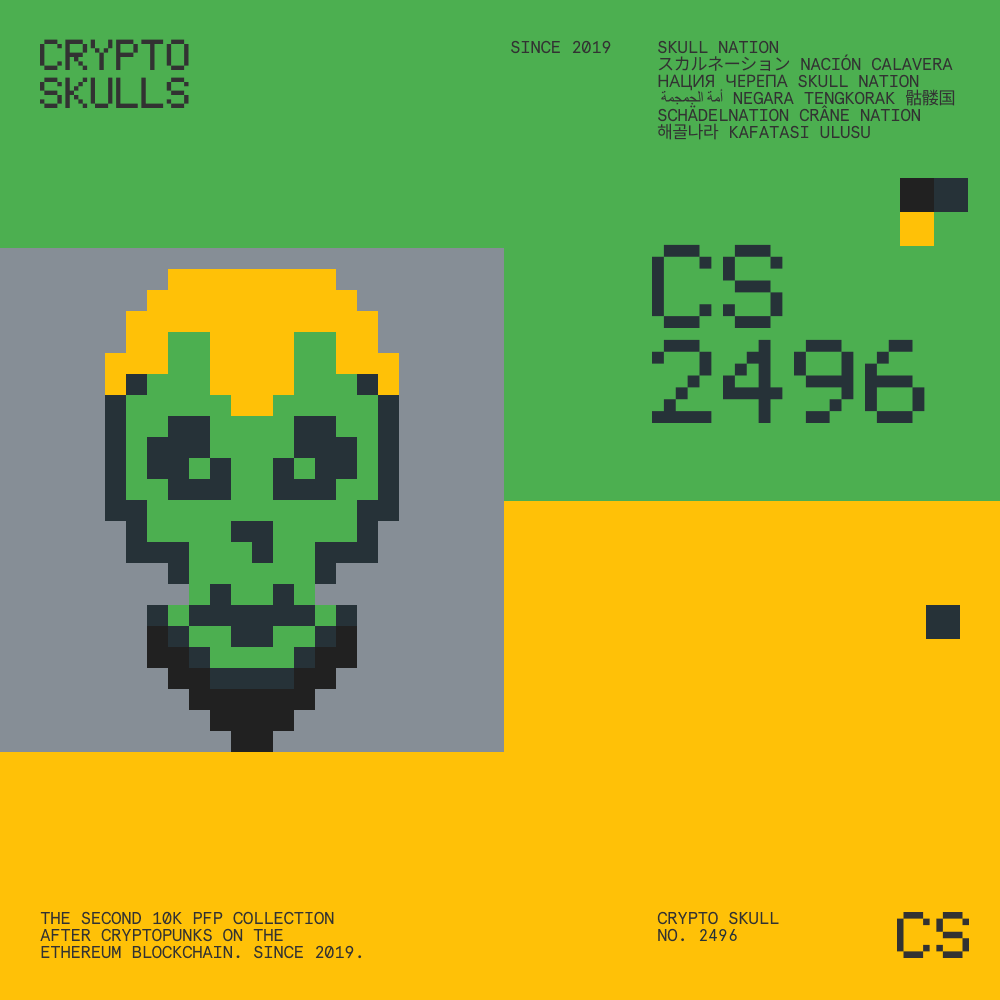 CRYPTO
SKULLS
SINCE 2019
SKULL NATION
スカルネーション NACIÓN CALAVERA
НАЦИЯ ЧЕРЕПА SKULL NATION
أمة الجمجمة NEGARA TENGKORAK 骷髅国
SCHÄDELNATION CRÂNE NATION
해골나라 KAFATASI ULUSU
CS
2496
THE SECOND 10K PFP COLLECTION
AFTER CRYPTOPUNKS ON THE
ETHEREUM BLOCKCHAIN. SINCE 2019.
CRYPTO SKULL
NO. 2496
CS